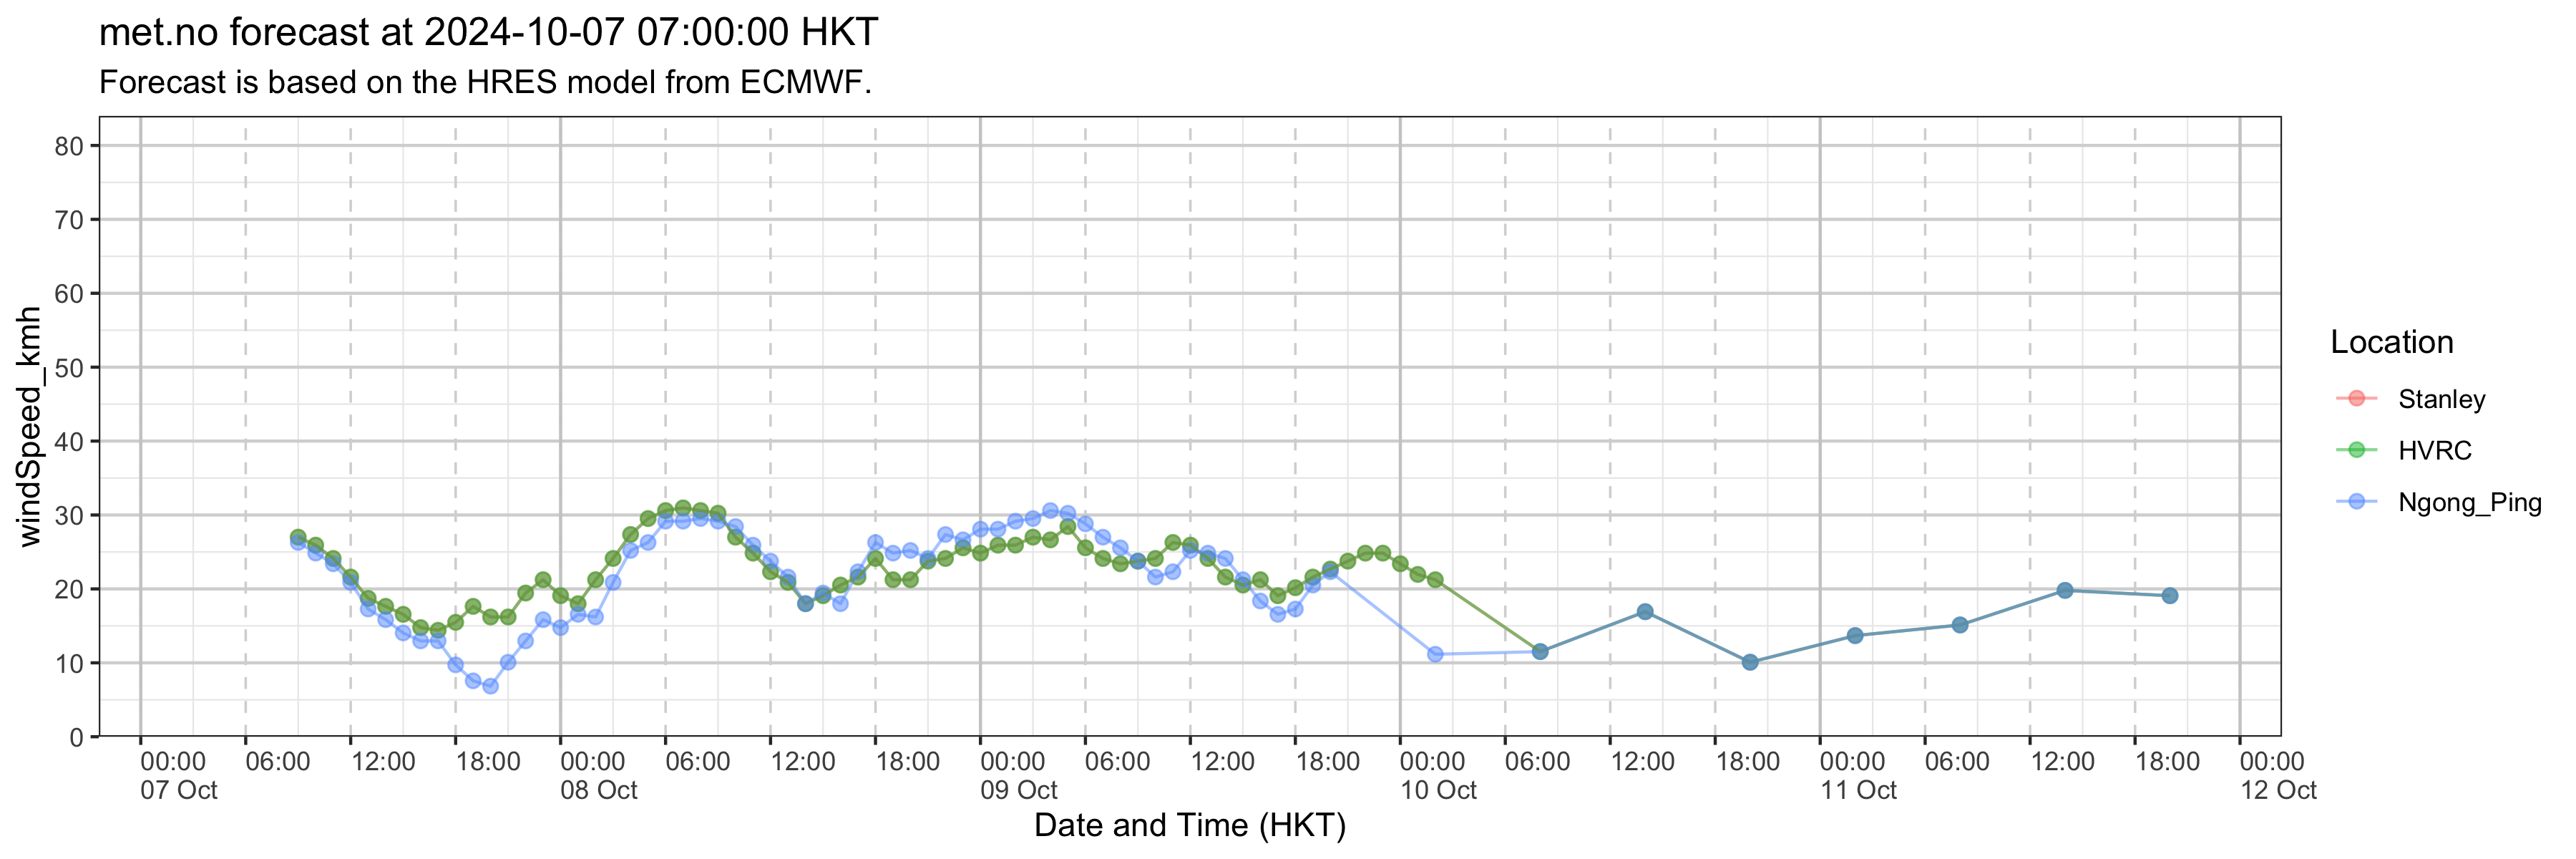 met.no forecast at 2024-10-07 07:00:00 HKT
Forecast is based on the HRES model from ECMWF.
80
70
60
50
40
30
20
10
0
windSpeed_kmh
00:00 06:00 12:00 18:00 00:00 06:00 12:00 18:00 00:00 06:00 12:00 18:00 00:00 06:00 12:00 18:00 00:00 06:00 12:00 18:00 00:00
07 Oct 08 Oct 09 Oct 10 Oct 11 Oct 12 Oct
Date and Time (HKT)
Location
Stanley
HVRC
Ngong_Ping